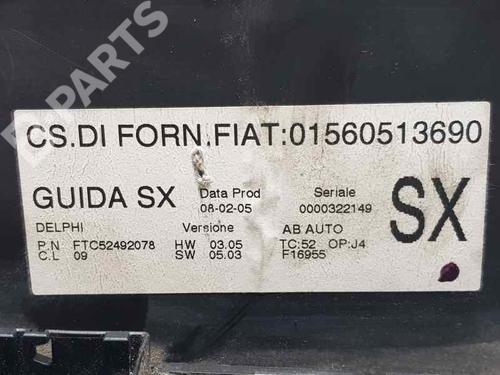 B-PARTS
CS.DI FORN.FIAT:01560513690
GUIDA SX Data Prod Seriale SX
08-02-05 0000322149
DELPHI Versione AB AUTO
P.N FTC52492078 HW 03.05 TC:52 OP:J4
C.L 09 SW 05.03 F16955